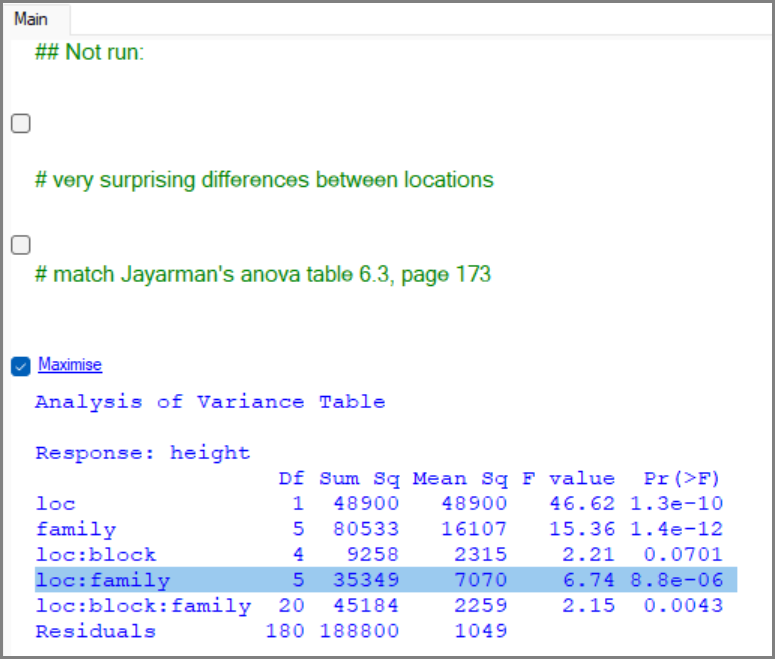 Main
## Not run:
# very surprising differences between locations
# match Jayarman's anova table 6.3, page 173
Maximise
Analysis of Variance Table
Response: height
Df Sum Sq Mean Sq F value Pr(>F)
loc 1 48900 48900 46.62 1.3e-10
family 5 80533 16107 15.36 1.4e-12
loc:block 4 9258 2315 2.21 0.0701
loc:family 5 35349 7070 6.74 8.8e-06
loc:block:family 20 45184 2259 2.15 0.0043
Residuals 180 188800 1049